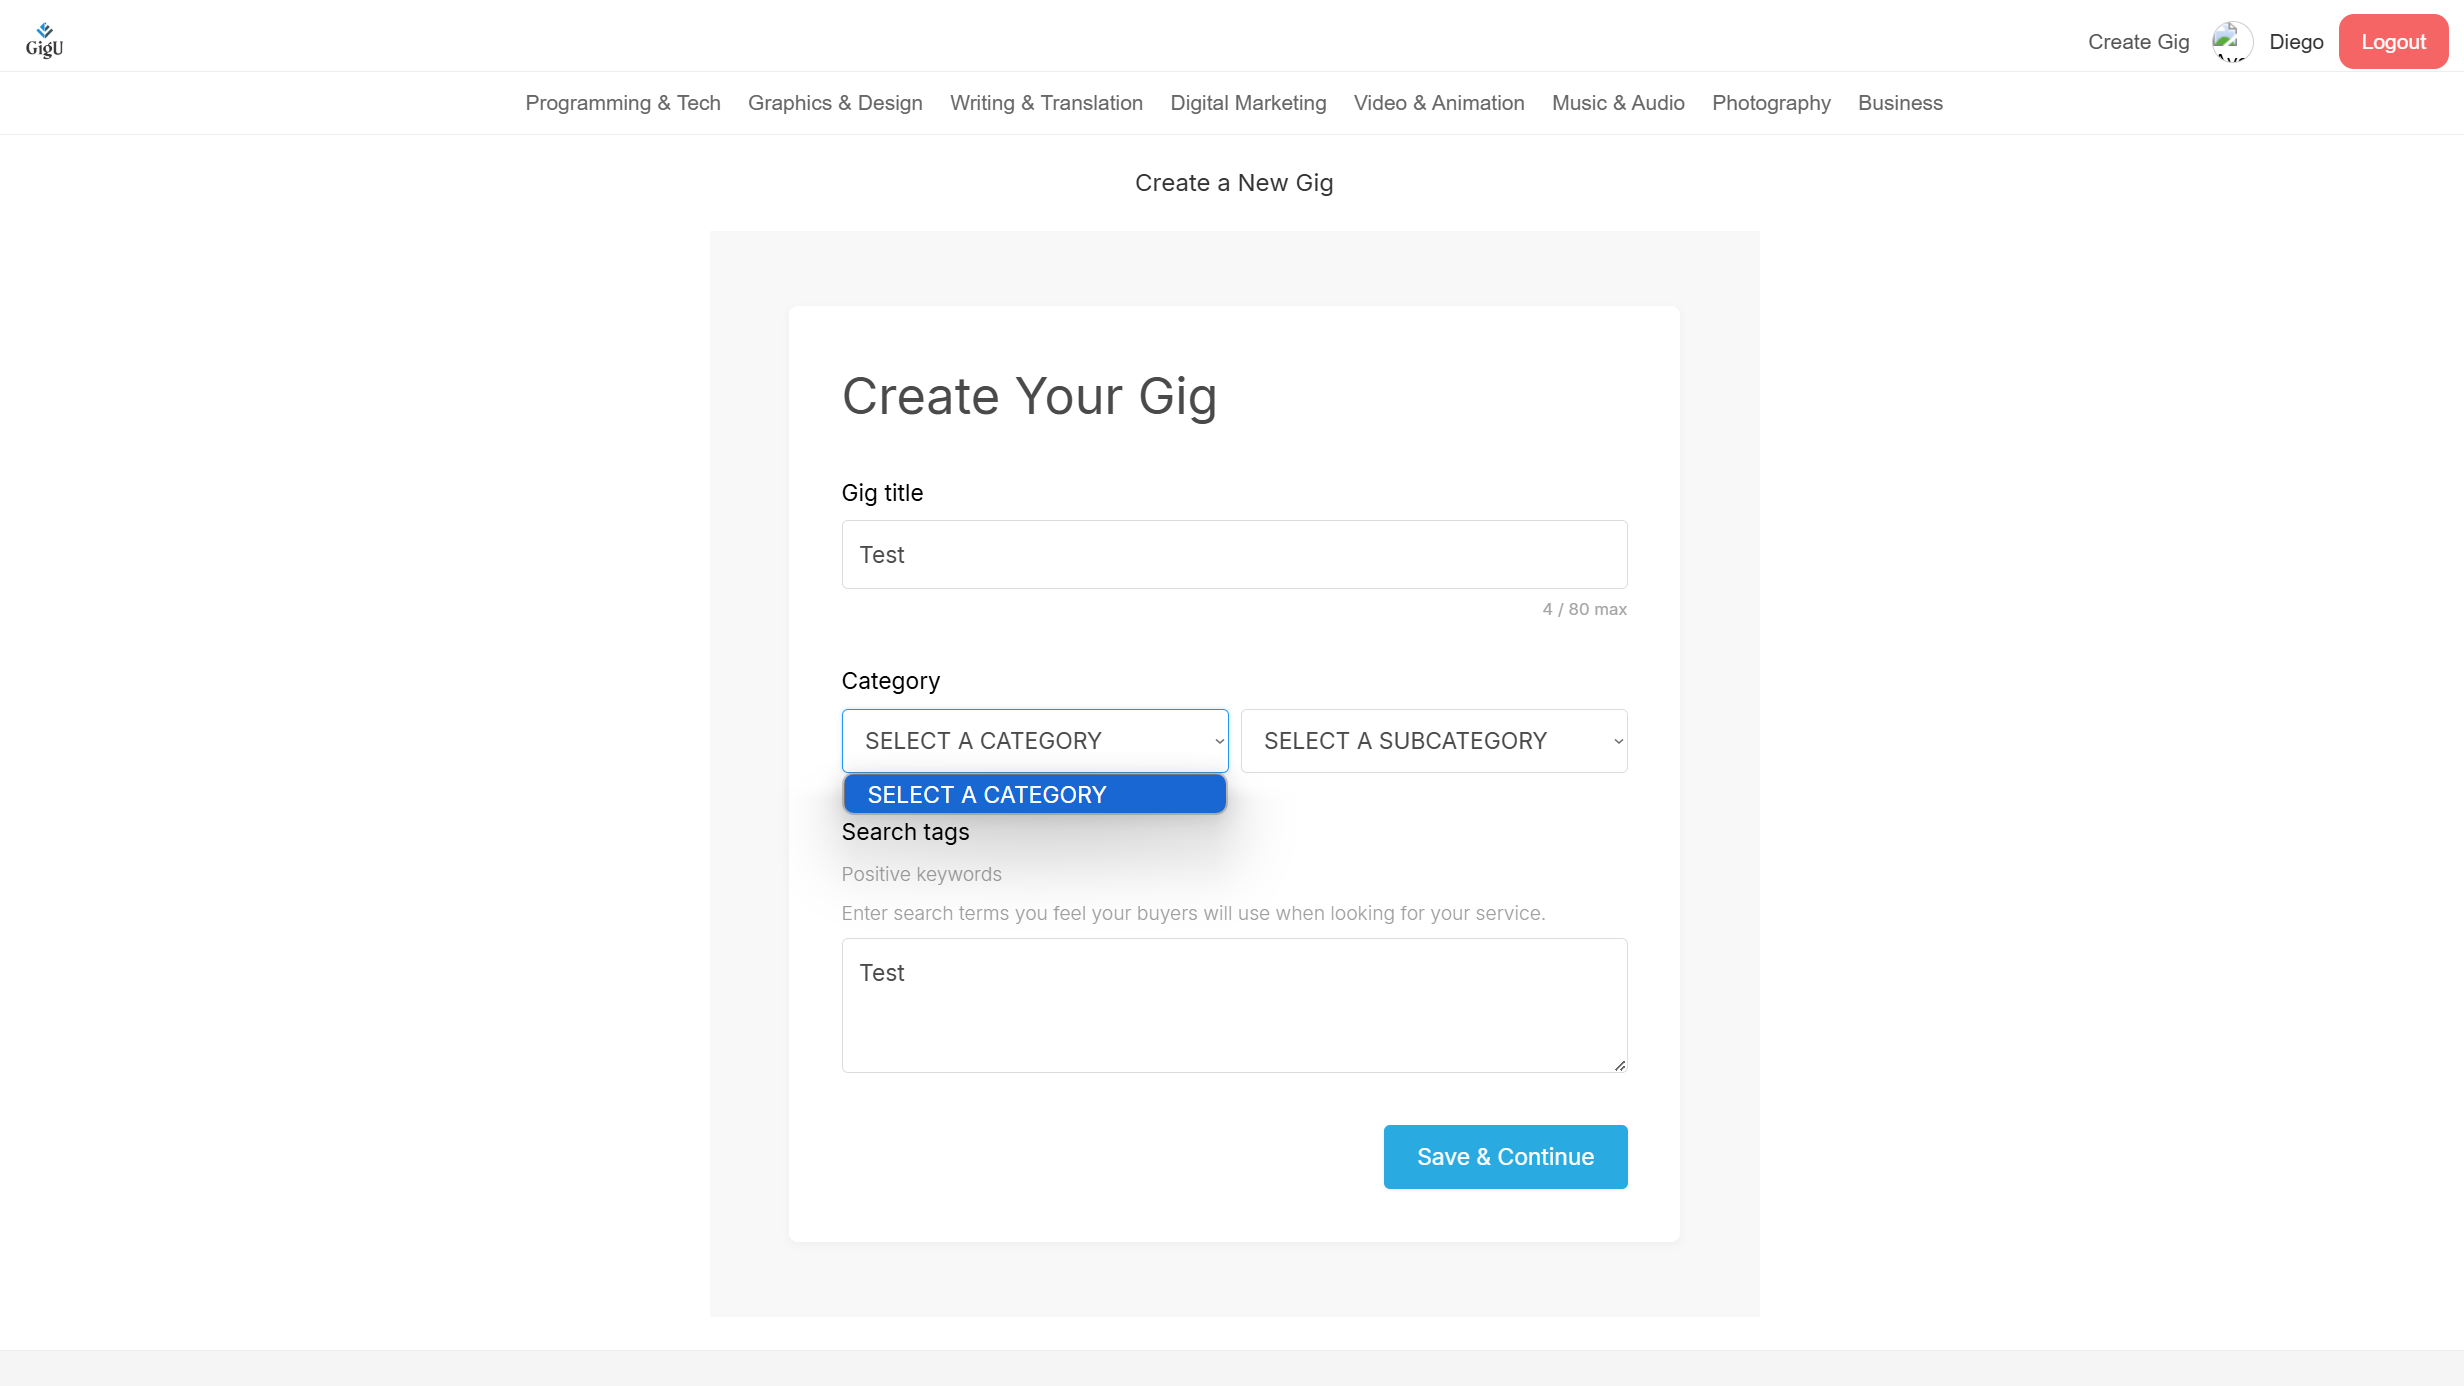 GigU
Create Gig
Diego
Logout
Programming & Tech
Graphics & Design
Writing & Translation
Digital Marketing
Video & Animation
Music & Audio
Photography
Business
Create a New Gig
Create Your Gig
Gig title
Test
4 / 80 max
Category
SELECT A CATEGORY
SELECT A SUBCATEGORY
SELECT A CATEGORY
Search tags
Positive keywords
Enter search terms you feel your buyers will use when looking for your service.
Test
Save & Continue